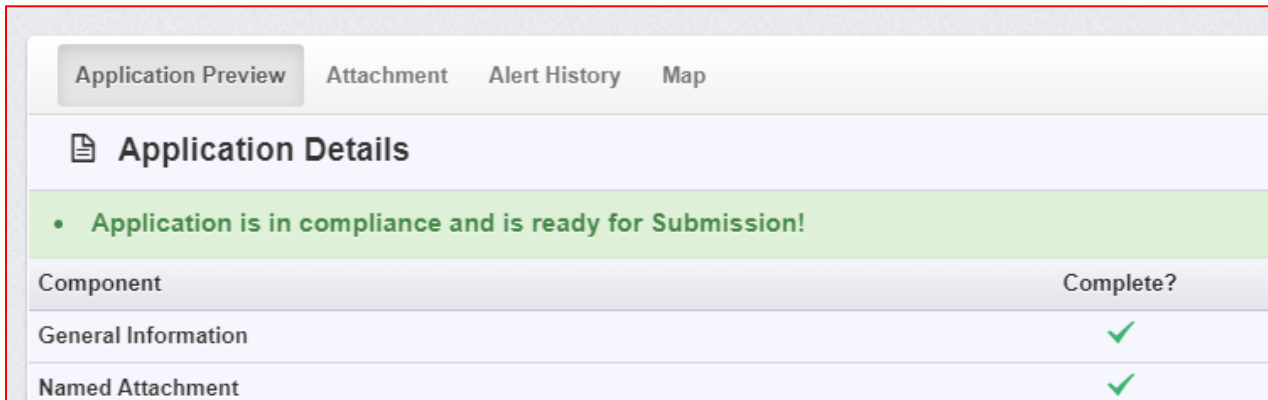 Application Preview Attachment Alert History Map
Application Details
• Application is in compliance and is ready for Submission!
Component Complete?
General Information
Named Attachment